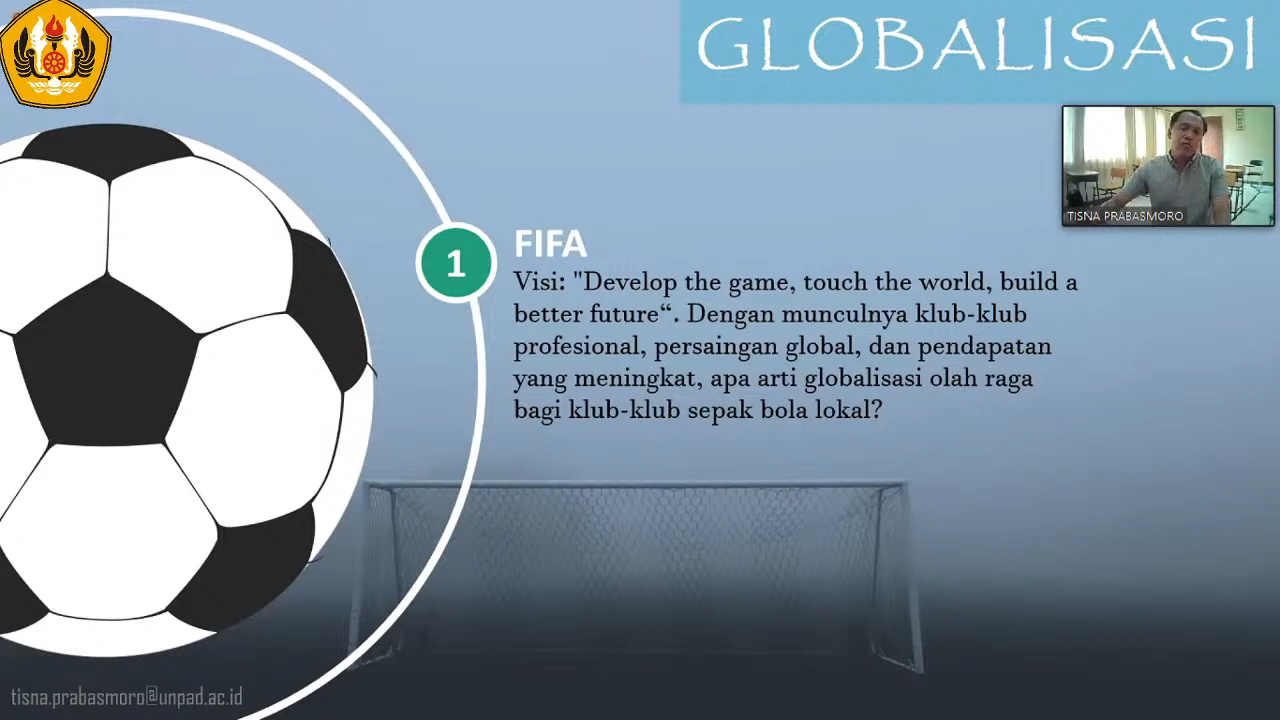 GLOBALISASI
TISNA PRABASMORO
1
FIFA
Visi: "Develop the game, touch the world, build a
better future“. Dengan munculnya klub-klub
profesional, persaingan global, dan pendapatan
yang meningkat, apa arti globalisasi olah raga
bagi klub-klub sepak bola lokal?
tisna.prabasmoro@unpad.ac.id